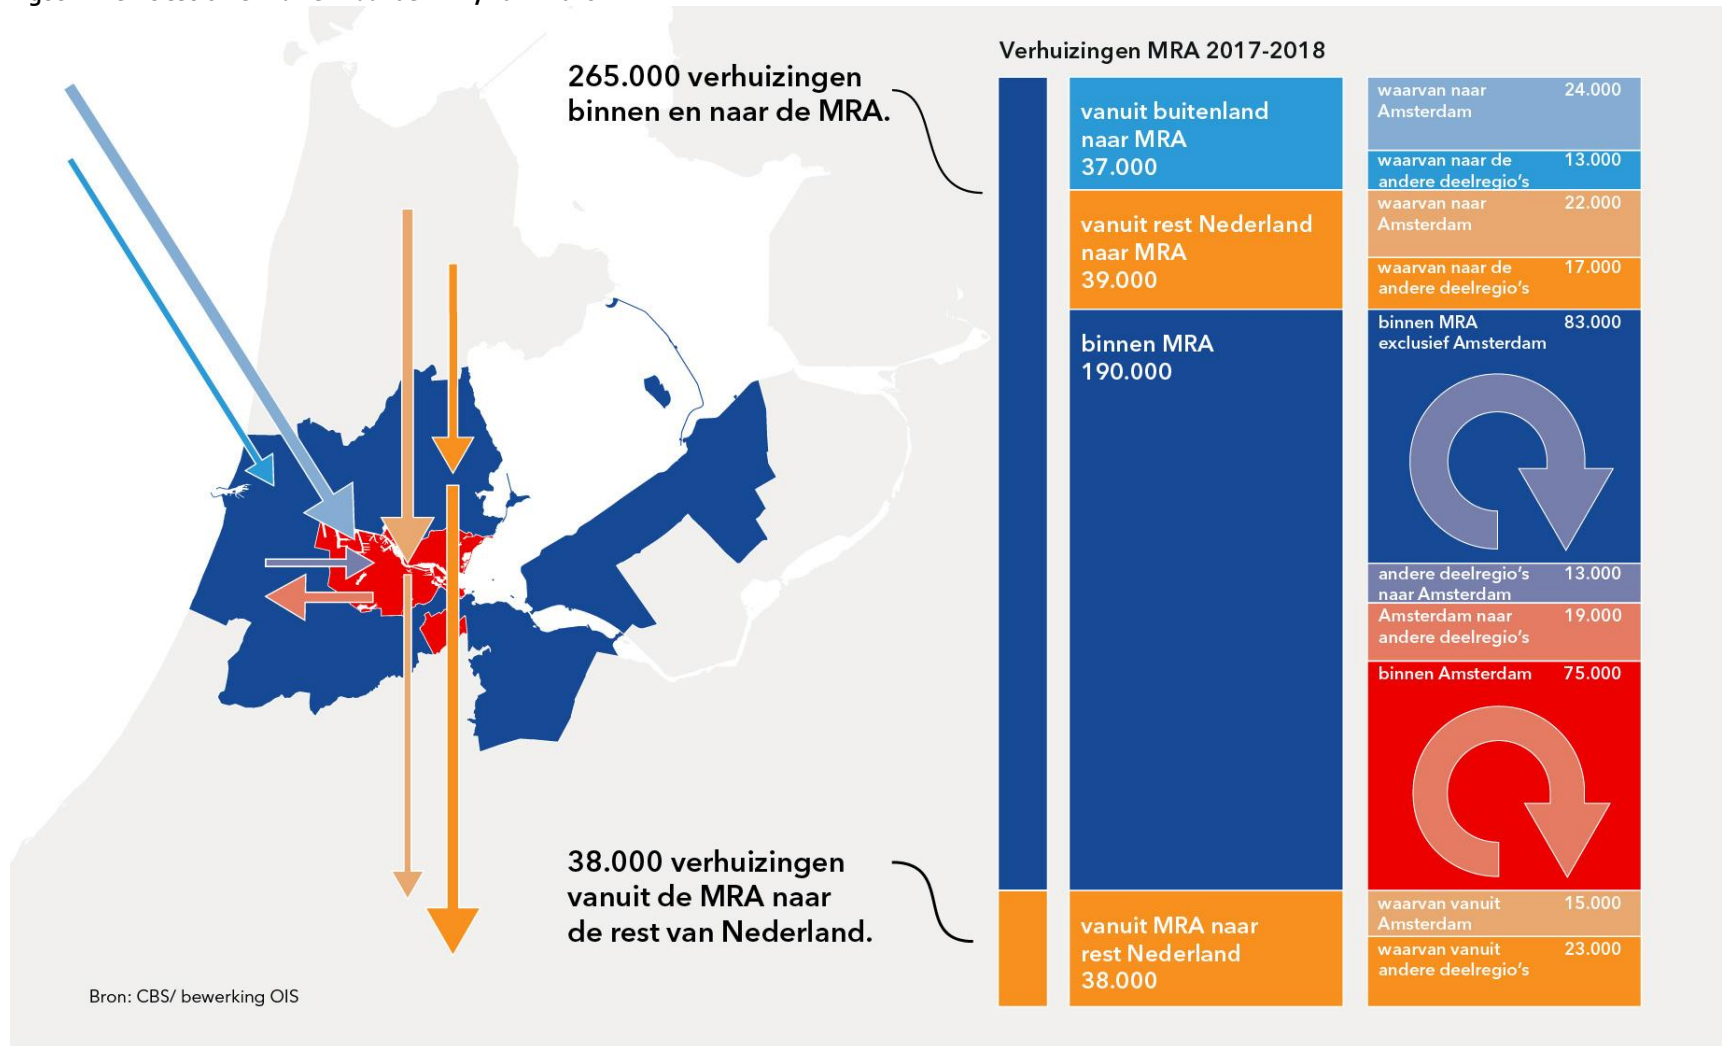 265.000 verhuizingen
binnen en naar de MRA.
38.000 verhuizingen
vanuit de MRA naar
de rest van Nederland.
Bron: CBS/ bewerking OIS
Verhuizingen MRA 2017-2018
vanuit buitenland
naar MRA
37.000
vanuit rest Nederland
naar MRA
39.000
binnen MRA
190.000
vanuit MRA naar
rest Nederland
38.000
waarvan naar 24.000
Amsterdam
waarvan naar de 13.000
andere deelregio's
waarvan naar 22.000
Amsterdam
waarvan naar de 17.000
andere deelregio's
binnen MRA 83.000
exclusief Amsterdam
andere deelregio's 13.000
naar Amsterdam
Amsterdam naar 19.000
andere deelregio's
binnen Amsterdam 75.000
waarvan vanuit 15.000
Amsterdam
waarvan vanuit 23.000
andere deelregio's